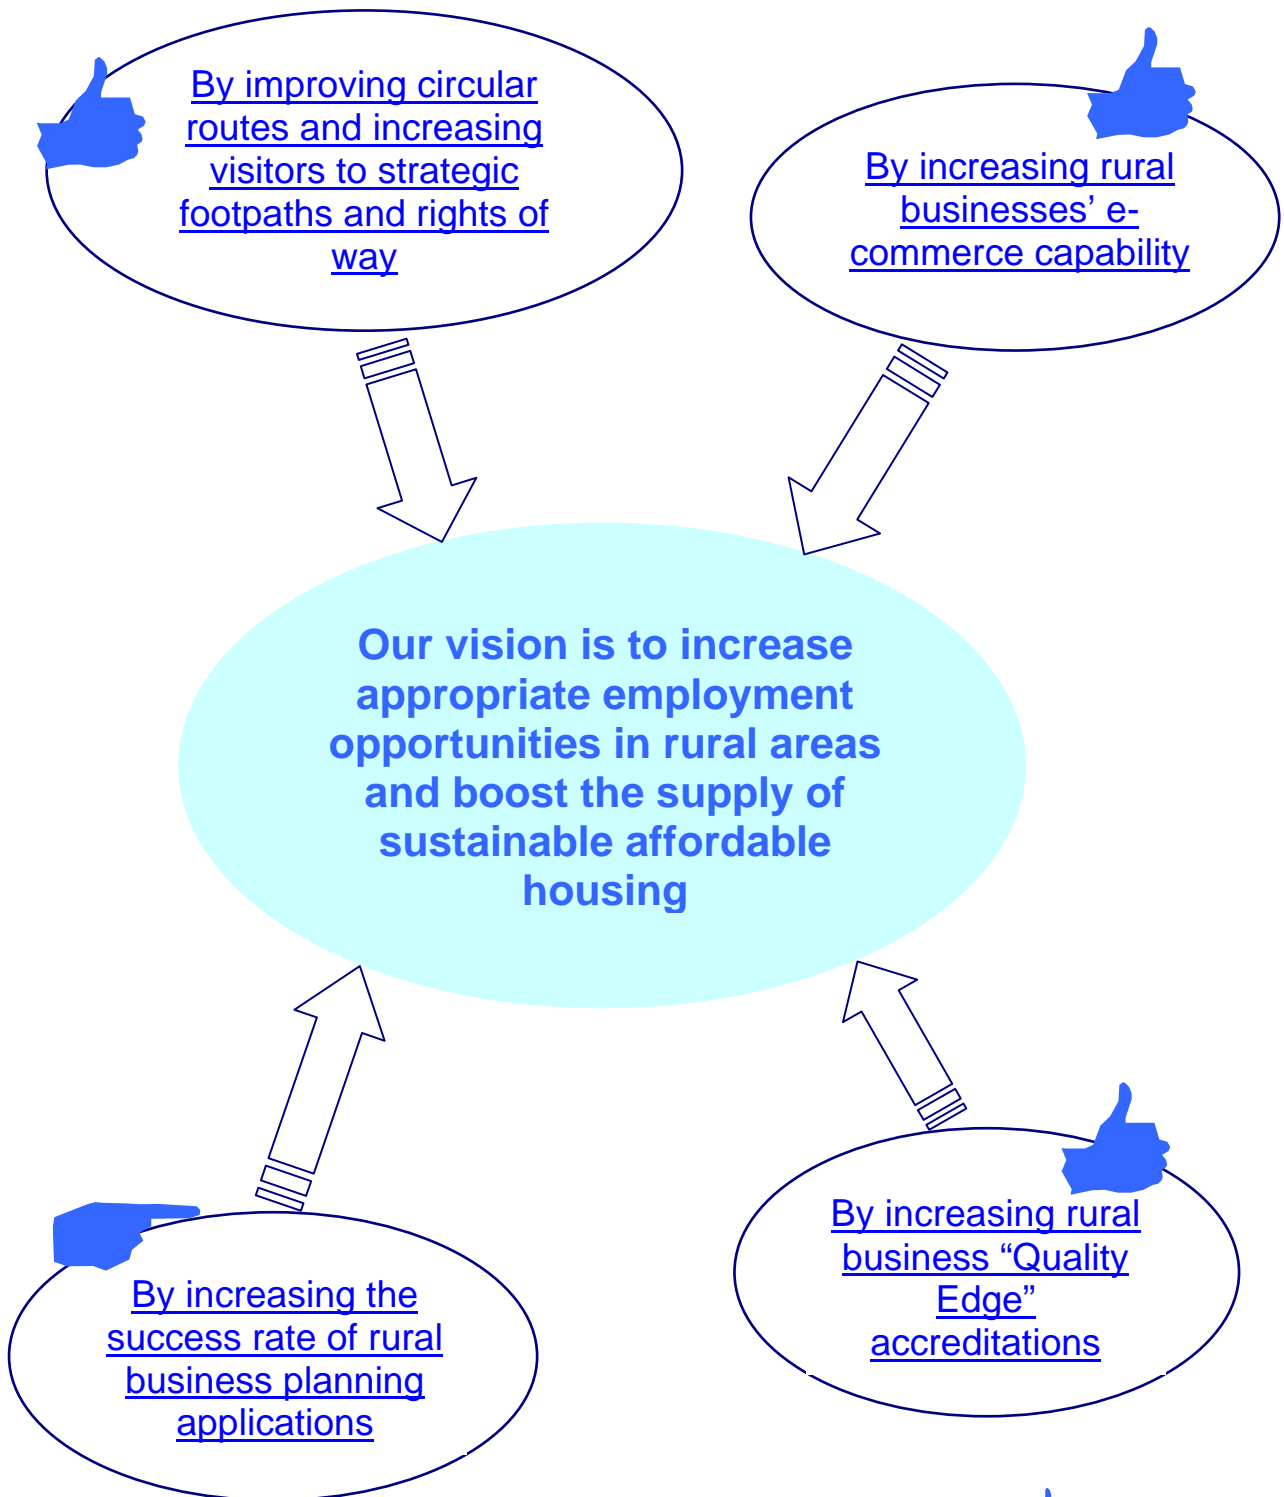 By improving circular
routes and increasing
visitors to strategic
footpaths and rights of
way
By increasing rural
businesses’ e-
commerce capability
Our vision is to increase
appropriate employment
opportunities in rural areas
and boost the supply of
sustainable affordable
housing
By increasing the
success rate of rural
business planning
applications
By increasing rural
business “Quality
Edge”
accreditations